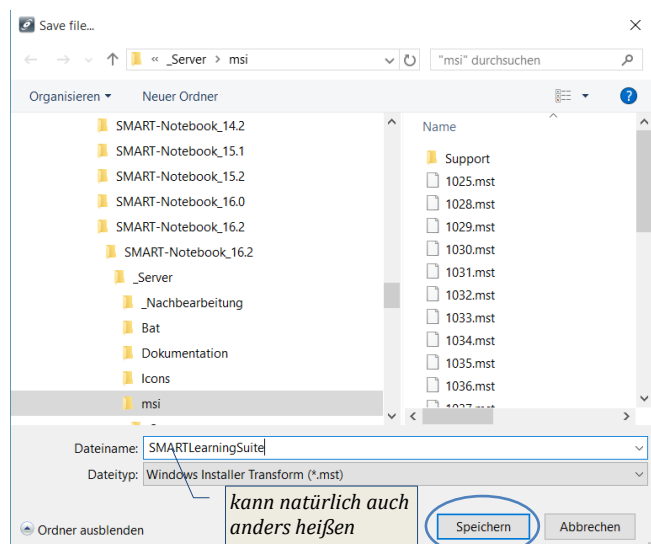 Save file...
« _Server > msi
"msi" durchsuchen
Organisieren
Neuer Ordner
SMART-Notebook_14.2
SMART-Notebook_15.1
SMART-Notebook_15.2
SMART-Notebook_16.0
SMART-Notebook_16.2
SMART-Notebook_16.2
_Server
_Nachbearbeitung
Bat
Dokumentation
Icons
msi
Name
Support
1025.mst
1028.mst
1029.mst
1030.mst
1031.mst
1032.mst
1033.mst
1034.mst
1035.mst
1036.mst
1037.mst
Dateiname: SMARTLearningSuite
Dateityp: Windows Installer Transform (*.mst)
kann natürlich auch
anders heißen
Ordner ausblenden
Speichern
Abbrechen